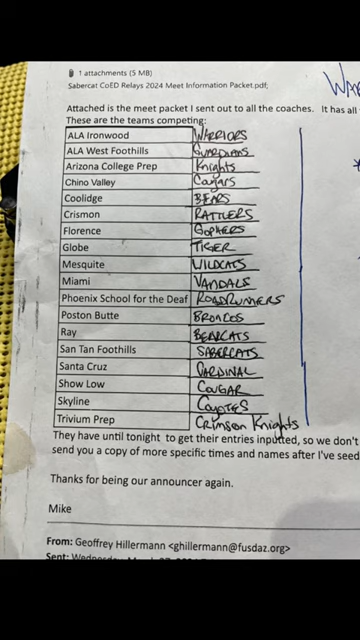 1 attachments (5 MB)
Sabercat CoED Relays 2024 Meet Information Packet.pdf;
Attached is the meet packet I sent out to all the coaches. It has all
These are the teams competing:
ALA Ironwood WARRIORS
ALA West Foothills GUARDIANS
Arizona College Prep Knights
Chino Valley Cougars
Coolidge BEARS
Crismon RATTLERS
Florence GOPHERS
Globe TIGER
Mesquite WILDCATS
Miami VANDALS
Phoenix School for the Deaf ROADRUNNERS
Poston Butte BRONCOS
Ray BEARCATS
San Tan Foothills SABERCATS
Santa Cruz CARDINAL
Show Low COUGAR
Skyline COYOTES
Trivium Prep Crimson Knights
They have until tonight to get their entries inputted, so we don't
send you a copy of more specific times and names after I've seed
Thanks for being our announcer again.
Mike
From: Geoffrey Hillermann <ghillermann@fusdaz.org>